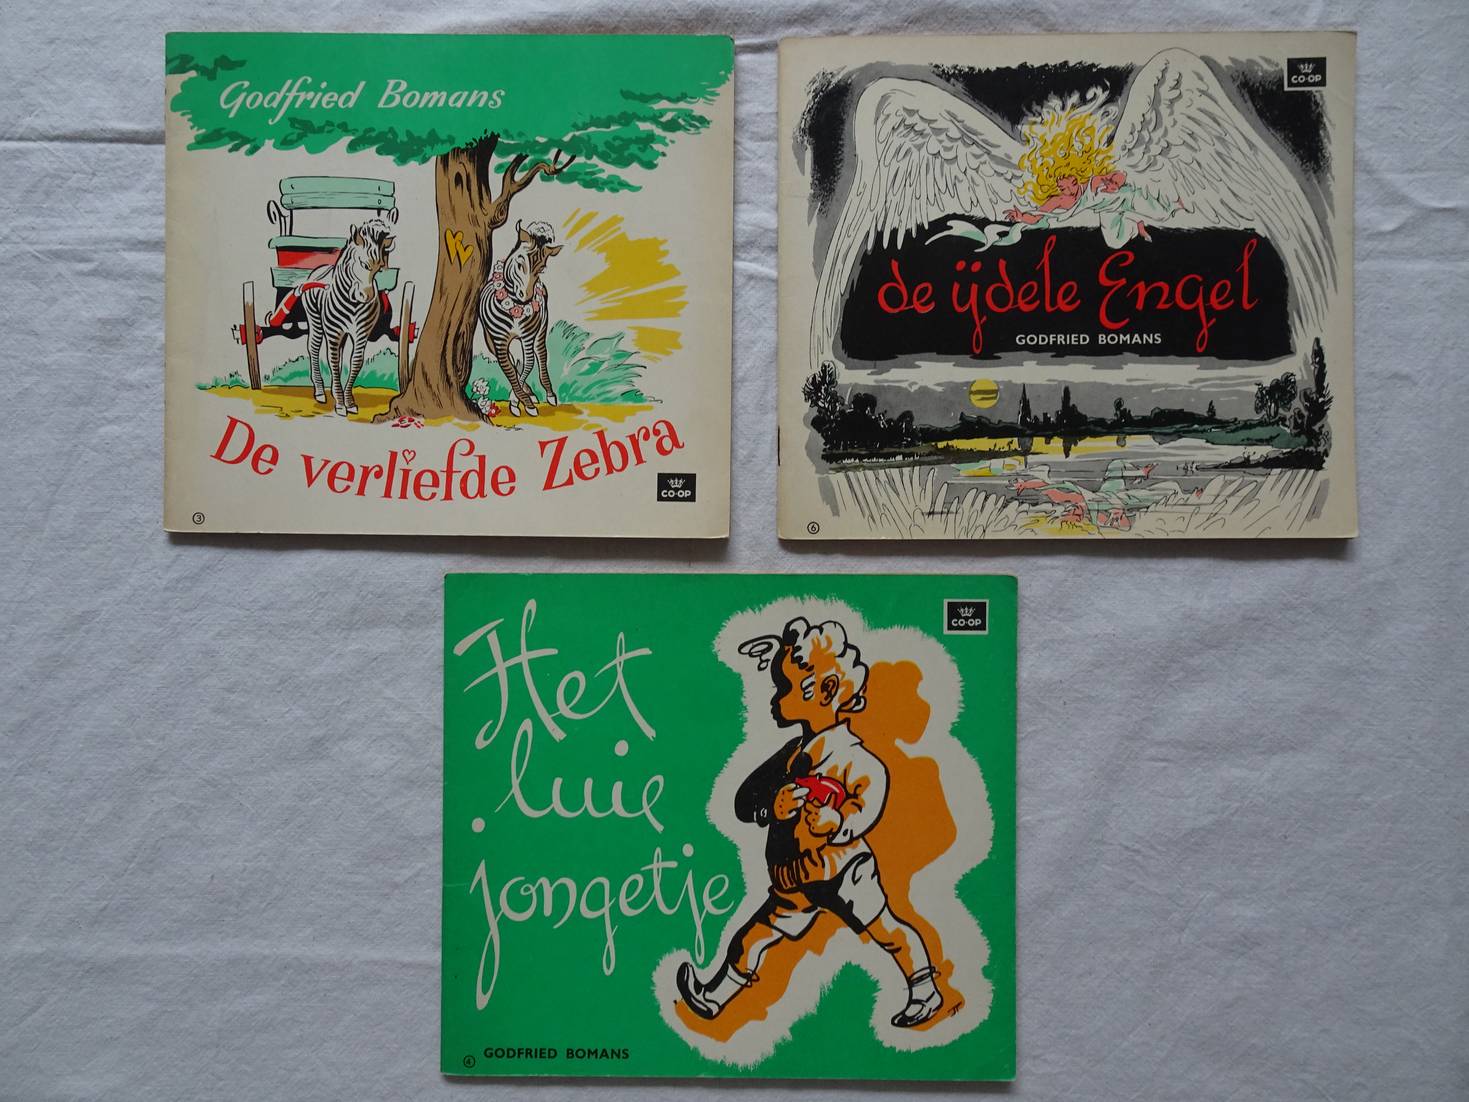 Godfried Bomans
De verliefde Zebra
CO-OP
3
CO-OP
de ijdele Engel
GODFRIED BOMANS
6
CO-OP
Het
luie
jongetje
4 GODFRIED BOMANS